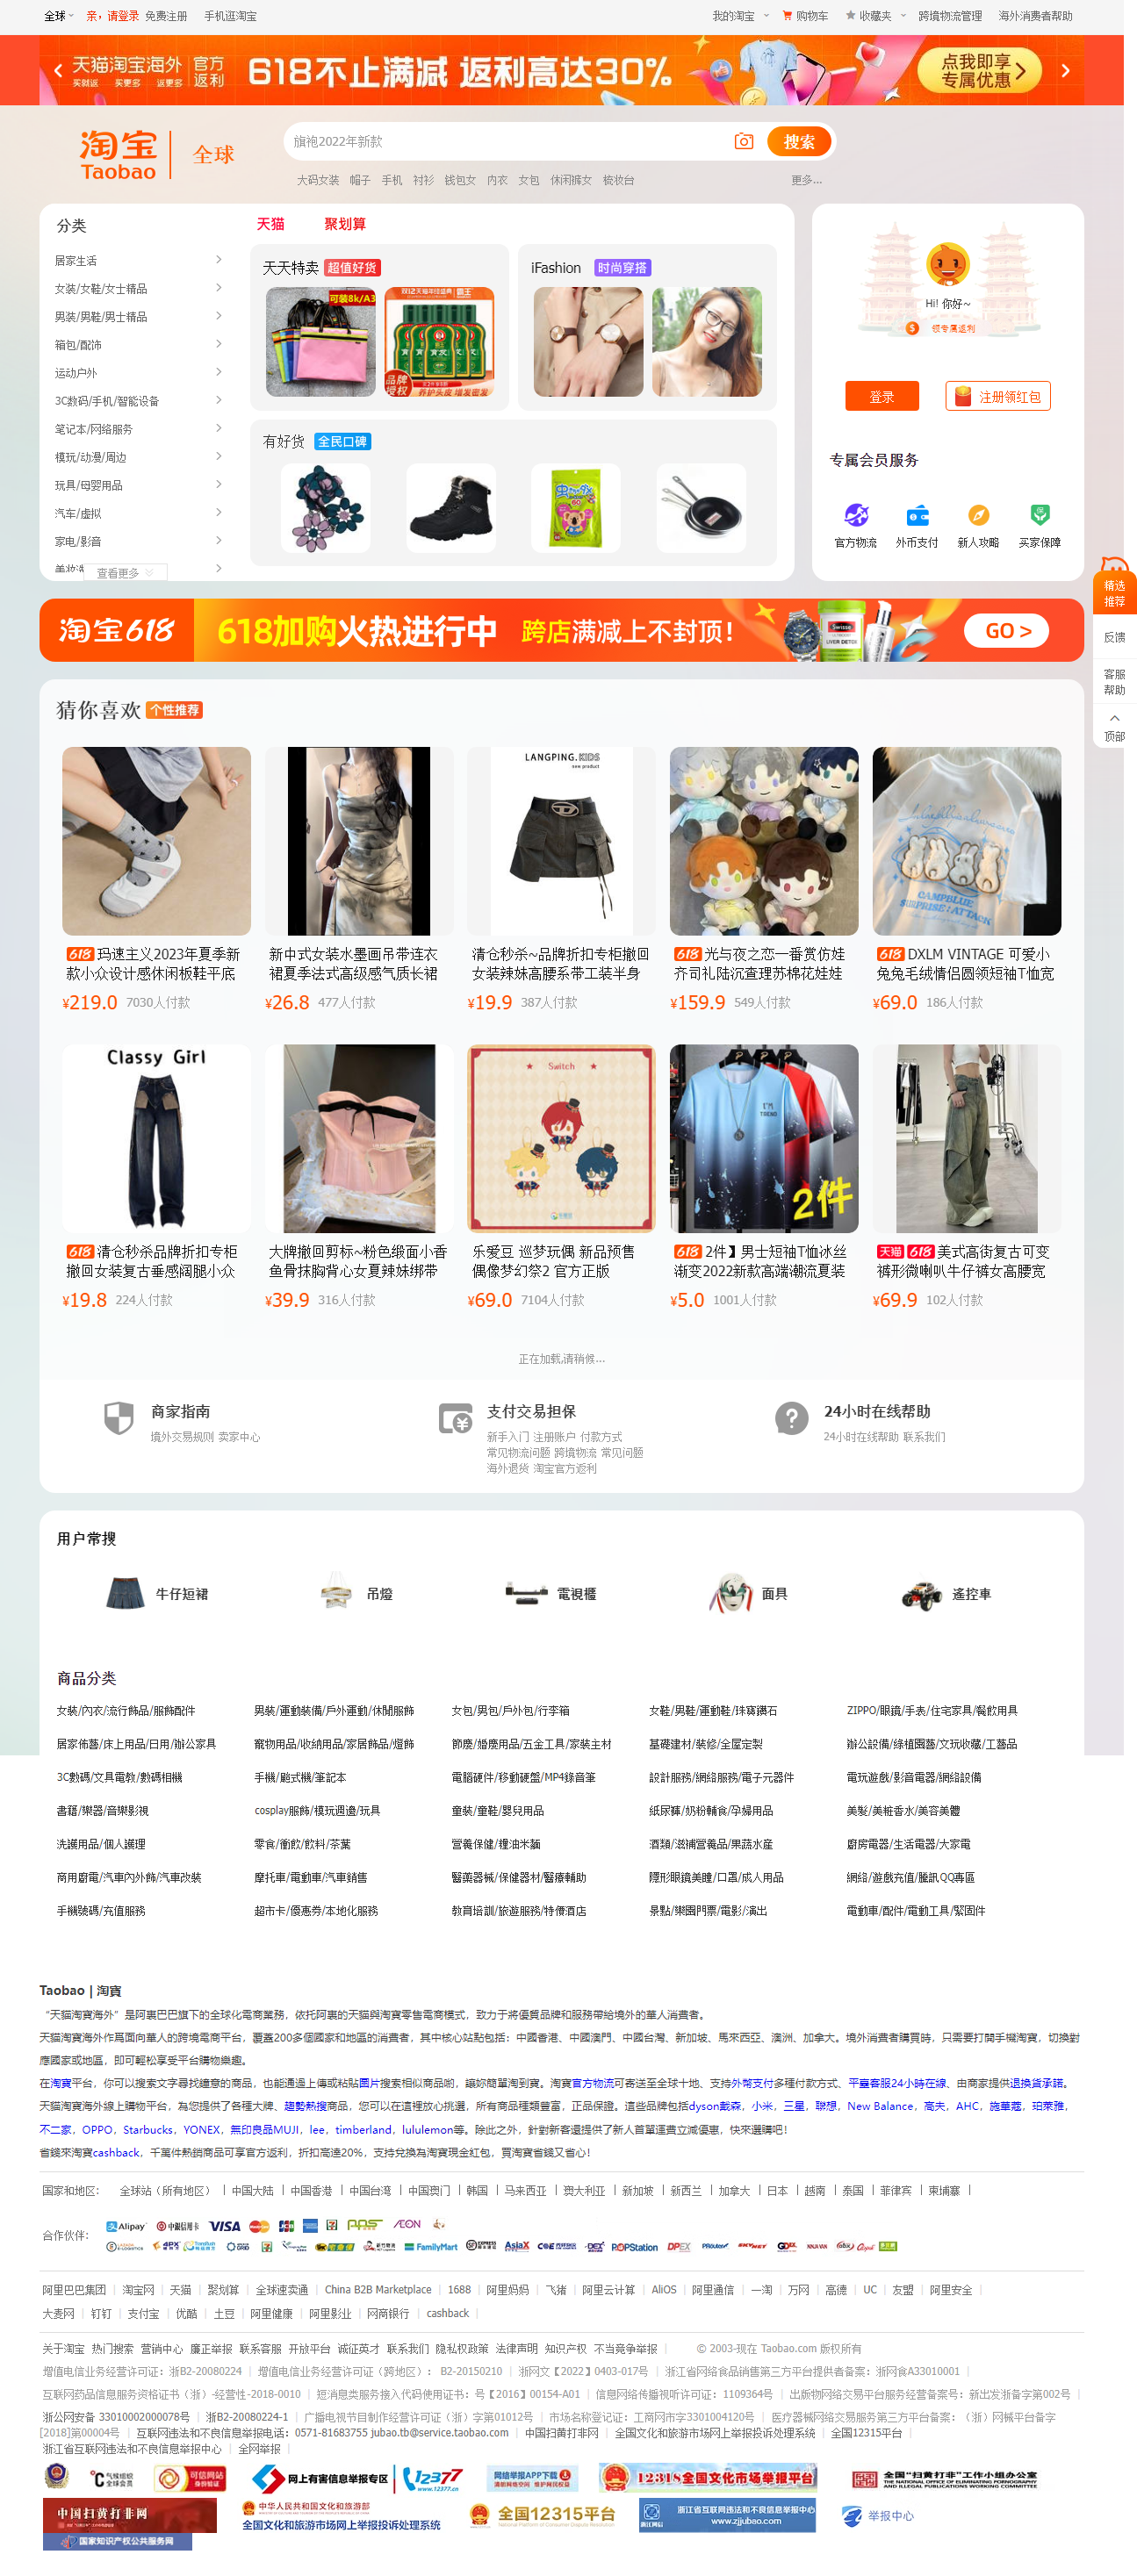 全球
亲，请登录 免费注册 手机逛淘宝
我的淘宝 购物车 收藏夹 跨境物流管理 海外消费者帮助
天猫淘宝海外 官方返利
买越多 买更多 送更多
618不止满减 返利高达30%
点我即享专属优惠
淘宝 Taobao 全球
旗袍2022年新款
搜索
大码女装 帽子 手机 衬衫 钱包女 内衣 女包 休闲裤女 梳妆台 更多...
分类
居家生活
女装/女鞋/女士精品
男装/男鞋/男士精品
箱包/配饰
运动户外
3C数码/手机/智能设备
笔记本/网络服务
模玩/动漫/周边
玩具/母婴用品
汽车/虚拟
家电/影音
查看更多
天猫 聚划算
天天特卖 超值好货
可装8k/A3
品牌授权
iFashion 时尚穿搭
有好货 全民口碑
Hi! 你好~
领专属返利
登录 注册领红包
专属会员服务
官方物流 外币支付 新人攻略 买家保障
精选推荐
反馈
客服帮助
顶部
淘宝618 618加购火热进行中 跨店满减上不封顶! GO >
猜你喜欢 个性推荐
LANGPING.KIDS
new product
618 玛速主义2023年夏季新
款小众设计感休闲板鞋平底
¥219.0 7030人付款
新中式女装水墨画吊带连衣
裙夏季法式高级感气质长裙
¥26.8 477人付款
清仓秒杀~品牌折扣专柜撤回
女装辣妹高腰系带工装半身
¥19.9 387人付款
618 光与夜之恋一番赏仿娃
齐司礼陆沉查理苏棉花娃娃
¥159.9 549人付款
618 DXLM VINTAGE 可爱小
兔兔毛绒情侣圆领短袖T恤宽
¥69.0 186人付款
Classy Girl
Switch
2件
618 清仓秒杀品牌折扣专柜
撤回女装复古垂感阔腿小众
¥19.8 224人付款
大牌撤回剪标~粉色缎面小香
鱼骨抹胸背心女夏辣妹绑带
¥39.9 316人付款
乐爱豆 巡梦玩偶 新品预售
偶像梦幻祭2 官方正版
¥69.0 7104人付款
618 2件】男士短袖T恤冰丝
渐变2022新款高端潮流夏装
¥5.0 1001人付款
天猫 618 美式高街复古可变
裤形微喇叭牛仔裤女高腰宽
¥69.9 102人付款
正在加载,请稍候...
商家指南
境外交易规则 卖家中心
支付交易担保
新手入门 注册账户 付款方式
常见物流问题 跨境物流 常见问题
海外退货 淘宝官方返利
24小时在线帮助
24小时在线帮助 联系我们
用户常搜
牛仔短裙 吊燈 電視櫃 面具 遙控車
商品分类
女裝/內衣/流行飾品/服飾配件 男裝/運動裝備/戶外運動/休閒服飾 女包/男包/戶外包/行李箱 女鞋/男鞋/運動鞋/珠寶鑽石 ZIPPO/眼鏡/手表/住宅家具/餐飲用具
居家佈藝/床上用品/日用/辦公家具 寵物用品/收納用品/家居飾品/燈飾 節慶/婚慶用品/五金工具/家裝主材 基礎建材/裝修/全屋定製 辦公設備/綠植園藝/文玩收藏/工藝品
3C數碼/文具電教/數碼相機 手機/颱式機/筆記本 電腦硬件/移動硬盤/MP4錄音筆 設計服務/網絡服務/電子元器件 電玩遊戲/影音電器/網絡設備
書籍/樂器/音樂影視 cosplay服飾/模玩週邊/玩具 童裝/童鞋/嬰兒用品 紙尿褲/奶粉輔食/孕婦用品 美髮/美粧香水/美容美體
洗護用品/個人護理 零食/衝飲/飲料/茶葉 營養保健/糧油米麵 酒類/滋補營養品/果蔬水産 廚房電器/生活電器/大家電
商用廚電/汽車內外飾/汽車改裝 摩托車/電動車/汽車銷售 醫藥器械/保健器材/醫療輔助 隱形眼鏡美瞳/口罩/成人用品 網絡/遊戲充值/騰訊QQ專區
手機號碼/充值服務 超市卡/優惠券/本地化服務 教育培訓/旅遊服務/特價酒店 景點/樂園門票/電影/演出 電動車/配件/電動工具/緊固件
Taobao | 淘寶
“天猫淘寶海外”是阿裏巴巴旗下的全球化電商業務，依托阿裏的天貓與淘寶零售電商模式，致力于將優質品牌和服務帶給境外的華人消費者。
天猫淘寶海外作爲面向華人的跨境電商平台，覆蓋200多個國家和地區的消費者，其中核心站點包括：中國香港、中國澳門、中國台灣、新加坡、馬來西亞、澳洲、加拿大。境外消費者購買時，只需要打開手機淘寶，切換對
應國家或地區，即可輕松享受平台購物樂趣。
在淘寶平台，你可以搜索文字尋找鐘意的商品，也能通過上傳或粘貼圖片搜索相似商品喲，讓妳簡單淘到寶。淘寶官方物流可寄送至全球十地、支持外幣支付多種付款方式、平臺客服24小時在線、由商家提供退換貨承諾。
天猫淘寶海外線上購物平台，為您提供了各種大牌、趨勢熱搜商品，您可以在這裡放心挑選，所有商品種類豐富，正品保證。這些品牌包括dyson戴森，小米，三星，聯想，New Balance，高夫，AHC，施華蔻，珀萊雅，
不二家，OPPO，Starbucks，YONEX，無印良品MUJI，lee，timberland，lululemon等。除此之外，針對新客還提供了新人首單運費立減優惠，快來選購吧!
省錢來淘寶cashback，千萬件熱銷商品可享官方返利，折扣高達20%，支持兌換為淘寶現金紅包，買淘寶省錢又省心!
国家和地区： 全球站（所有地区） | 中国大陆 | 中国香港 | 中国台湾 | 中国澳门 | 韩国 | 马来西亚 | 澳大利亚 | 新加坡 | 新西兰 | 加拿大 | 日本 | 越南 | 泰国 | 菲律宾 | 柬埔寨 |
合作伙伴：
Alipay VISA AEON
FamilyMart AsiaX POPStation DPEX
阿里巴巴集团 | 淘宝网 | 天猫 | 聚划算 | 全球速卖通 | China B2B Marketplace | 1688 | 阿里妈妈 | 飞猪 | 阿里云计算 | AliOS | 阿里通信 | 一淘 | 万网 | 高德 | UC | 友盟 | 阿里安全 |
大麦网 | 钉钉 | 支付宝 | 优酷 | 土豆 | 阿里健康 | 阿里影业 | 网商银行 | cashback |
关于淘宝 热门搜索 营销中心 廉正举报 联系客服 开放平台 诚征英才 联系我们 隐私权政策 法律声明 知识产权 不当竞争举报 | © 2003-现在 Taobao.com 版权所有
增值电信业务经营许可证：浙B2-20080224 | 增值电信业务经营许可证（跨地区）：B2-20150210 | 浙网文【2022】0403-017号 | 浙江省网络食品销售第三方平台提供者备案：浙网食A33010001 |
互联网药品信息服务资格证书（浙）-经营性-2018-0010 | 短消息类服务接入代码使用证书：号【2016】00154-A01 | 信息网络传播视听许可证：1109364号 | 出版物网络交易平台服务经营备案号：新出发浙备字第002号 |
浙公网安备 33010002000078号 | 浙B2-20080224-1 | 广播电视节目制作经营许可证（浙）字第01012号 | 市场名称登记证：工商网市字3301004120号 | 医疗器械网络交易服务第三方平台备案：（浙）网械平台备字
[2018]第00004号 | 互联网违法和不良信息举报电话：0571-81683755 jubao.tb@service.taobao.com | 中国扫黄打非网 | 全国文化和旅游市场网上举报投诉处理系统 | 全国12315平台 |
浙江省互联网违法和不良信息举报中心 | 全网举报 |
气候组织 全球会员 可信网站 身份验证 网上有害信息举报专区 12377 网络举报APP下载 12318全国文化市场举报平台 全国“扫黄打非”工作小组办公室
中国扫黄打非网 中华人民共和国文化和旅游部 全国文化和旅游市场网上举报投诉处理系统 全国12315平台 浙江省互联网违法和不良信息举报中心 www.zjjubao.com 举报中心
国家知识产权公共服务网